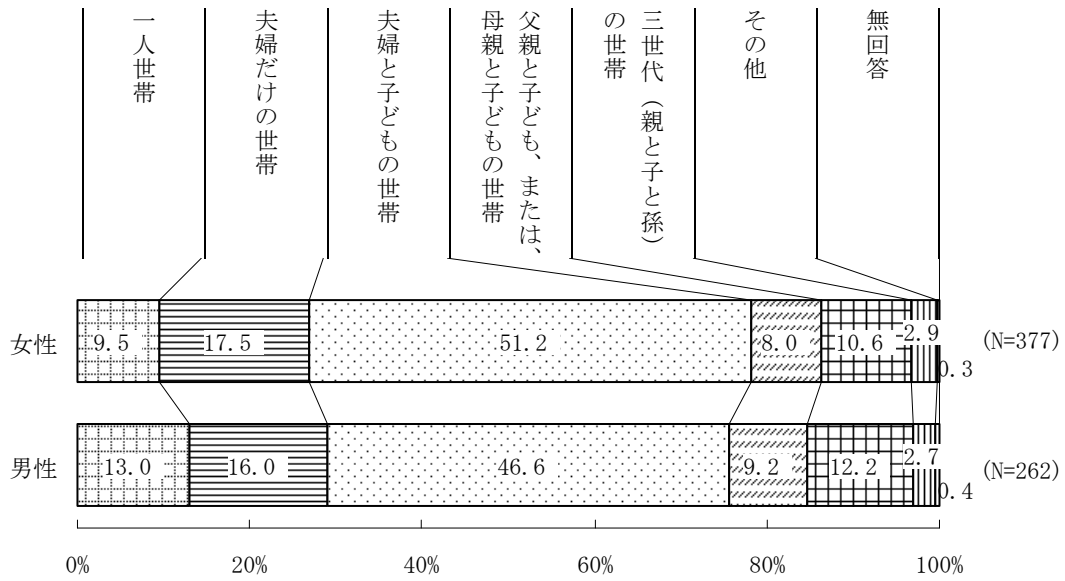 一人世帯
夫婦だけの世帯
夫婦と子どもの世帯
父親と子ども、または、
母親と子どもの世帯
三世代（親と子と孫）
の世帯
その他
無回答
女性
9.5
17.5
51.2
8.0
10.6
2.9
0.3
(N=377)
男性
13.0
16.0
46.6
9.2
12.2
2.7
0.4
(N=262)
0%
20%
40%
60%
80%
100%